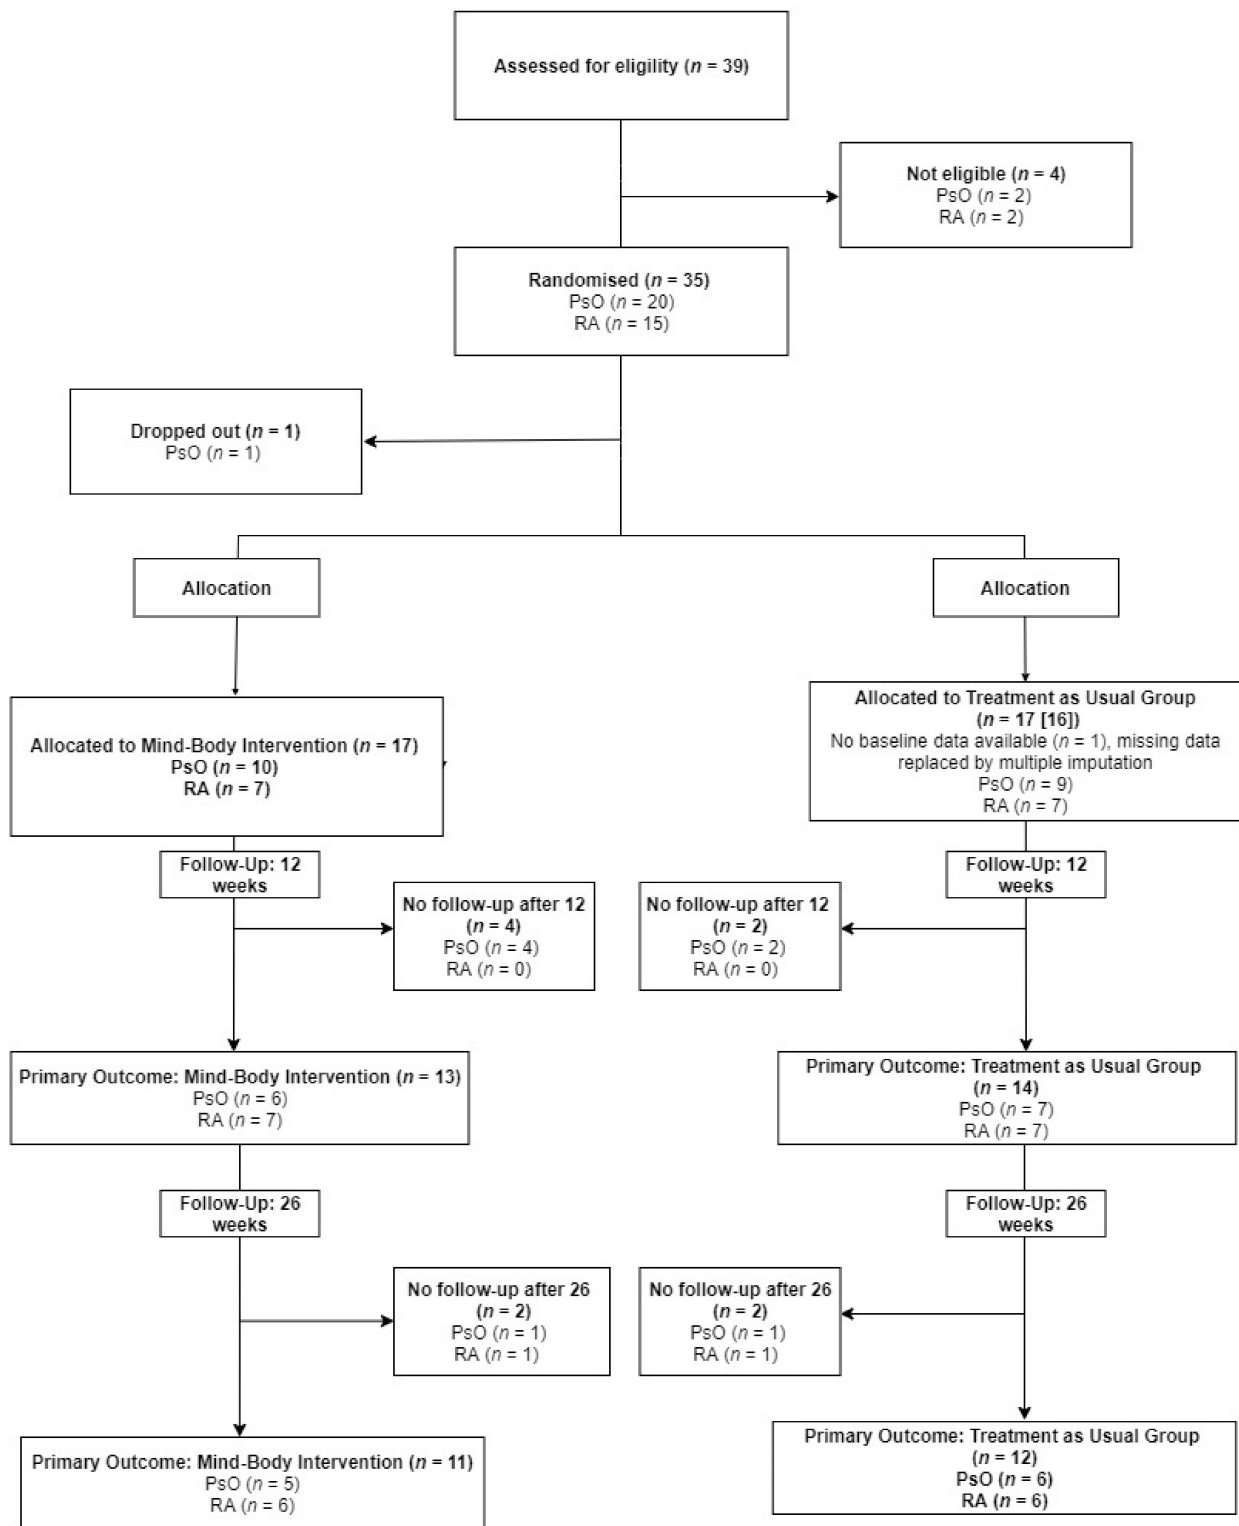 Assessed for eligility (n = 39)
Not eligible (n = 4)
PsO (n = 2)
RA (n = 2)
Randomised (n = 35)
PsO (n = 20)
RA (n = 15)
Dropped out (n = 1)
PsO (n = 1)
Allocation
Allocation
Allocated to Mind-Body Intervention (n = 17)
PsO (n = 10)
RA (n = 7)
Allocated to Treatment as Usual Group
(n = 17 [16])
No baseline data available (n = 1), missing data
replaced by multiple imputation
PsO (n = 9)
RA (n = 7)
Follow-Up: 12
weeks
Follow-Up: 12
weeks
No follow-up after 12
(n = 4)
PsO (n = 4)
RA (n = 0)
No follow-up after 12
(n = 2)
PsO (n = 2)
RA (n = 0)
Primary Outcome: Mind-Body Intervention (n = 13)
PsO (n = 6)
RA (n = 7)
Primary Outcome: Treatment as Usual Group
(n = 14)
PsO (n = 7)
RA (n = 7)
Follow-Up: 26
weeks
Follow-Up: 26
weeks
No follow-up after 26
(n = 2)
PsO (n = 1)
RA (n = 1)
No follow-up after 26
(n = 2)
PsO (n = 1)
RA (n = 1)
Primary Outcome: Mind-Body Intervention (n = 11)
PsO (n = 5)
RA (n = 6)
Primary Outcome: Treatment as Usual Group
(n = 12)
PsO (n = 6)
RA (n = 6)